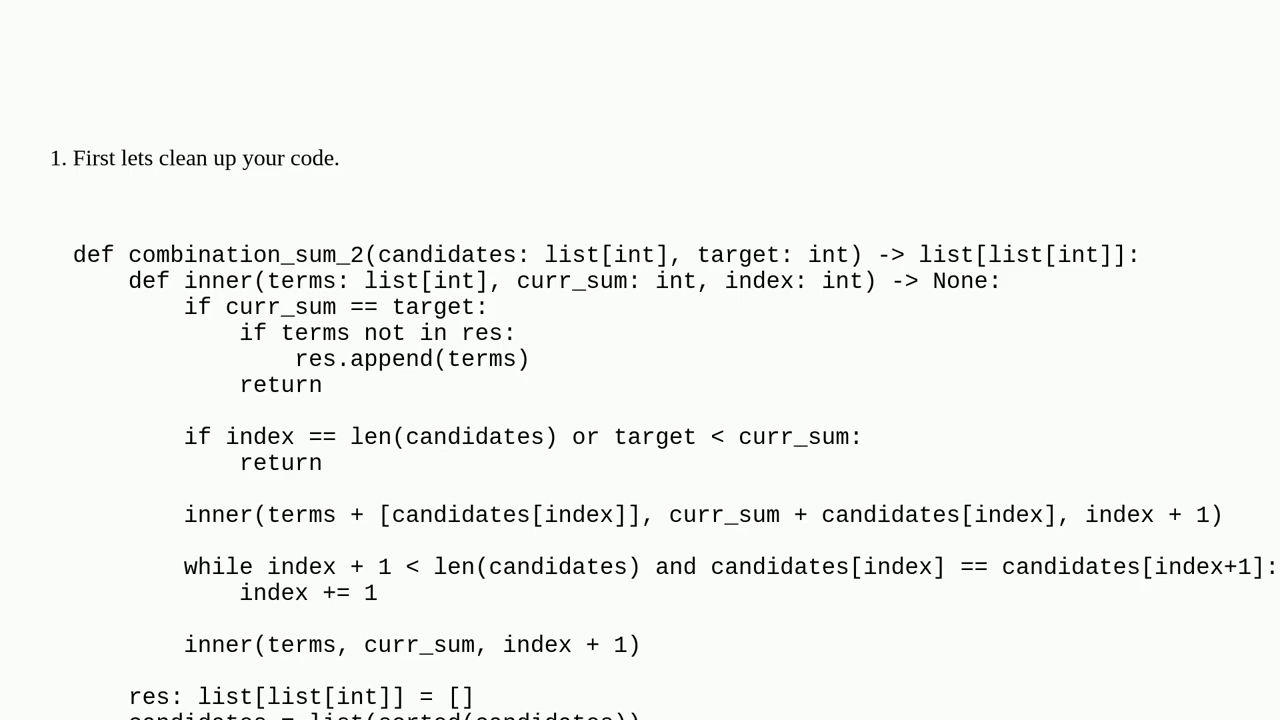 1. First lets clean up your code.
def combination_sum_2(candidates: list[int], target: int) -> list[list[int]]:
    def inner(terms: list[int], curr_sum: int, index: int) -> None:
        if curr_sum == target:
            if terms not in res:
                res.append(terms)
            return
        if index == len(candidates) or target < curr_sum:
            return
        inner(terms + [candidates[index]], curr_sum + candidates[index], index + 1)
        while index + 1 < len(candidates) and candidates[index] == candidates[index+1]:
            index += 1
        inner(terms, curr_sum, index + 1)
    res: list[list[int]] = []
    candidates = list(sorted(candidates))